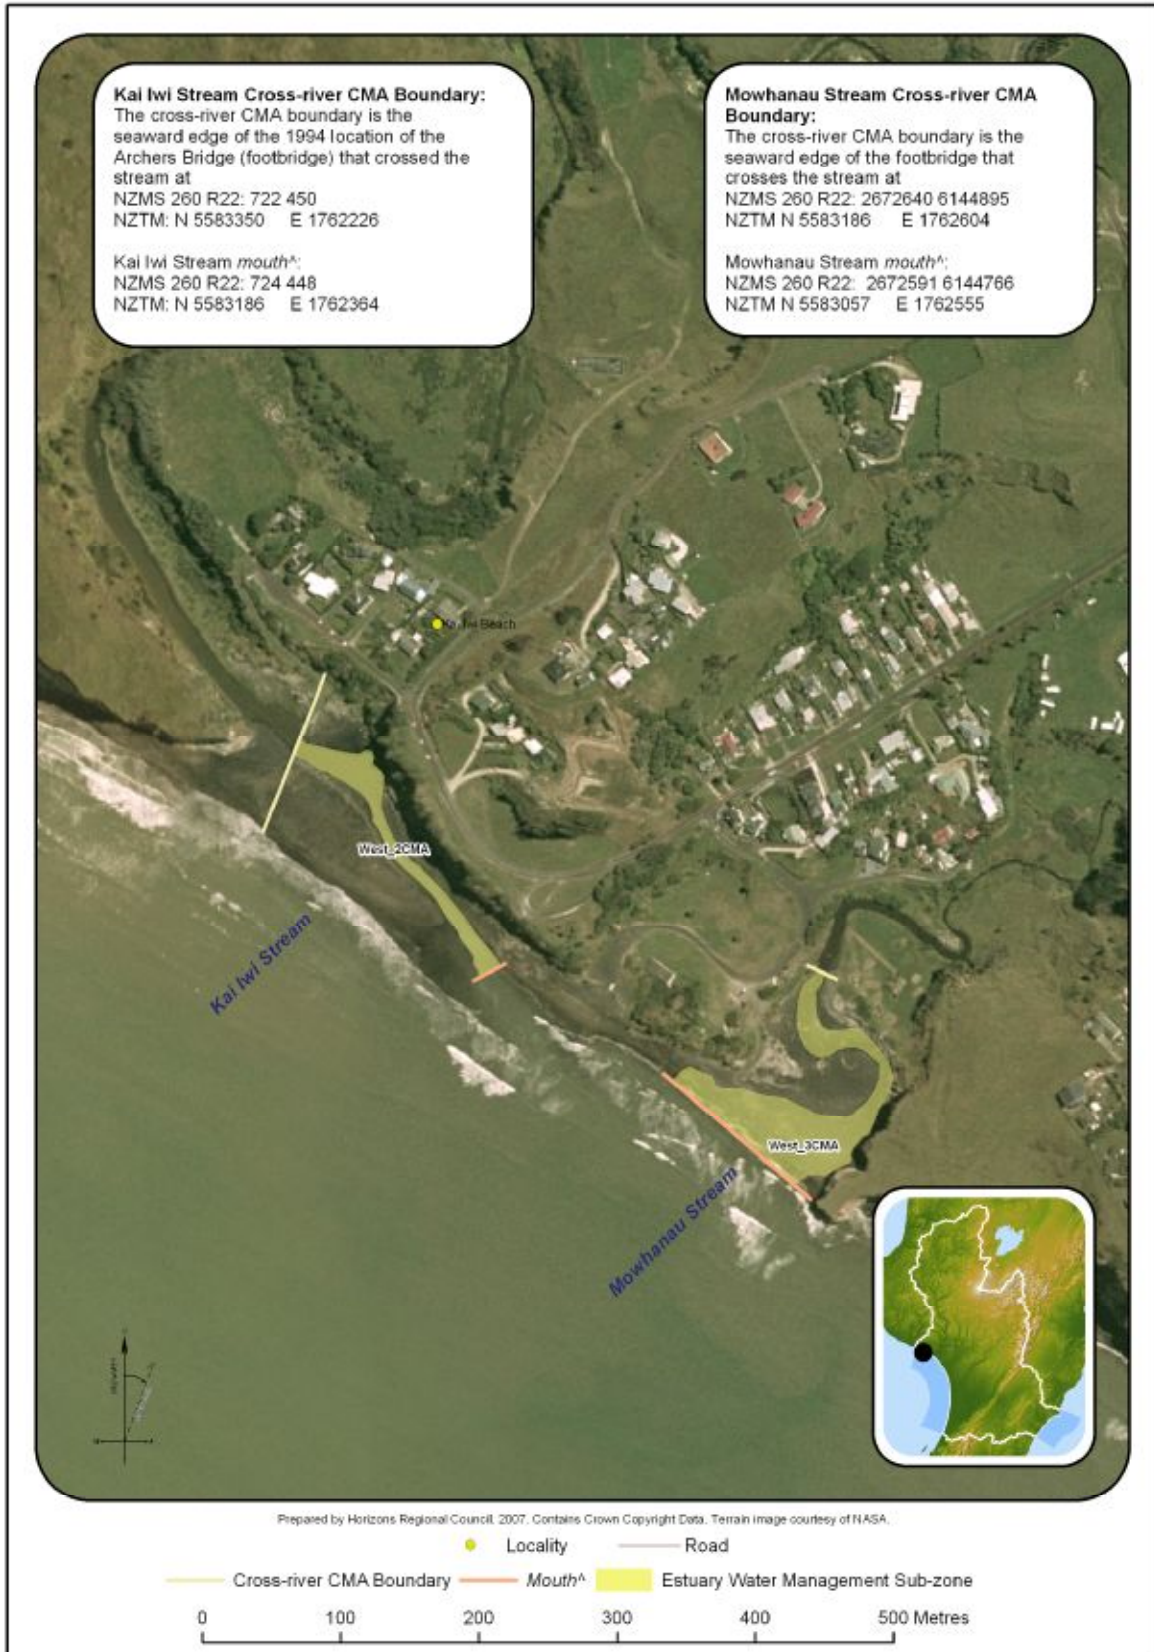 Kai Iwi Stream Cross-river CMA Boundary:
The cross-river CMA boundary is the
seaward edge of the 1994 location of the
Archers Bridge (footbridge) that crossed the
stream at
NZMS 260 R22: 722 450
NZTM: N 5583350 E 1762226
Kai Iwi Stream mouth^:
NZMS 260 R22: 724 448
NZTM: N 5583186 E 1762364
Mowhanau Stream Cross-river CMA
Boundary:
The cross-river CMA boundary is the
seaward edge of the footbridge that
crosses the stream at
NZMS 260 R22: 2672640 6144895
NZTM N 5583186 E 1762604
Mowhanau Stream mouth^:
NZMS 260 R22: 2672591 6144766
NZTM N 5583057 E 1762555
Kai Iwi Beach
West_2CMA
Kai Iwi Stream
West_3CMA
Mowhanau Stream
Prepared by Horizons Regional Council. 2007. Contains Crown Copyright Data. Terrain image courtesy of NASA.
Locality Road
Cross-river CMA Boundary Mouth^ Estuary Water Management Sub-zone
0 100 200 300 400 500 Metres